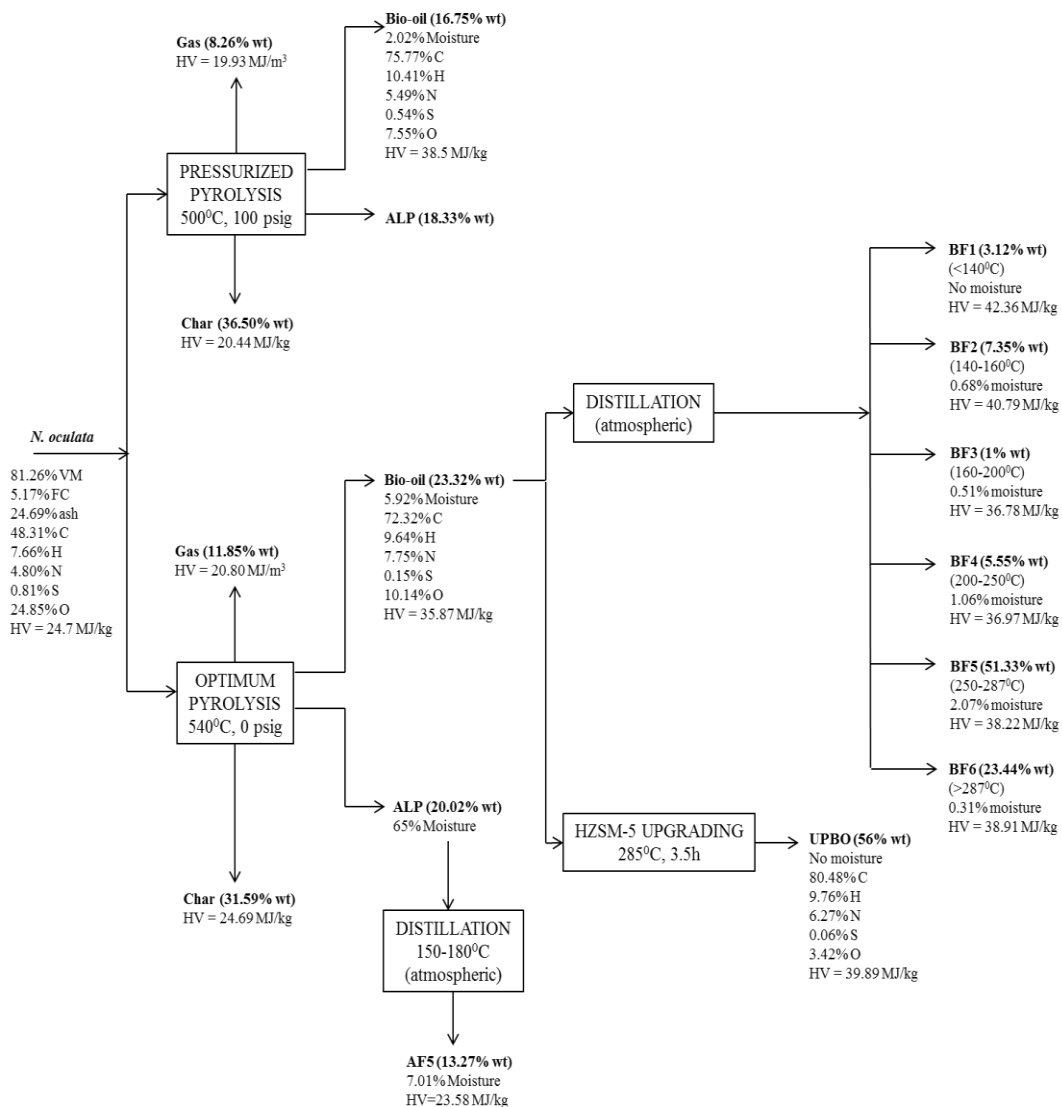 Gas (8.26% wt)
HV = 19.93 MJ/m³
Bio-oil (16.75% wt)
2.02% Moisture
75.77% C
10.41% H
5.49% N
0.54% S
7.55% O
HV = 38.5 MJ/kg
PRESSURIZED
PYROLYSIS
500⁰C, 100 psig
ALP (18.33% wt)
Char (36.50% wt)
HV = 20.44 MJ/kg
N. oculata
81.26% VM
5.17% FC
24.69% ash
48.31% C
7.66% H
4.80% N
0.81% S
24.85% O
HV = 24.7 MJ/kg
Gas (11.85% wt)
HV = 20.80 MJ/m³
OPTIMUM
PYROLYSIS
540⁰C, 0 psig
Char (31.59% wt)
HV = 24.69 MJ/kg
Bio-oil (23.32% wt)
5.92% Moisture
72.32% C
9.64% H
7.75% N
0.15% S
10.14% O
HV = 35.87 MJ/kg
ALP (20.02% wt)
65% Moisture
DISTILLATION
150-180⁰C
(atmospheric)
AF5 (13.27% wt)
7.01% Moisture
HV=23.58 MJ/kg
DISTILLATION
(atmospheric)
HZSM-5 UPGRADING
285⁰C, 3.5h
UPBO (56% wt)
No moisture
80.48% C
9.76% H
6.27% N
0.06% S
3.42% O
HV = 39.89 MJ/kg
BF1 (3.12% wt)
(<140⁰C)
No moisture
HV = 42.36 MJ/kg
BF2 (7.35% wt)
(140-160⁰C)
0.68% moisture
HV = 40.79 MJ/kg
BF3 (1% wt)
(160-200⁰C)
0.51% moisture
HV = 36.78 MJ/kg
BF4 (5.55% wt)
(200-250⁰C)
1.06% moisture
HV = 36.97 MJ/kg
BF5 (51.33% wt)
(250-287⁰C)
2.07% moisture
HV = 38.22 MJ/kg
BF6 (23.44% wt)
(>287⁰C)
0.31% moisture
HV = 38.91 MJ/kg